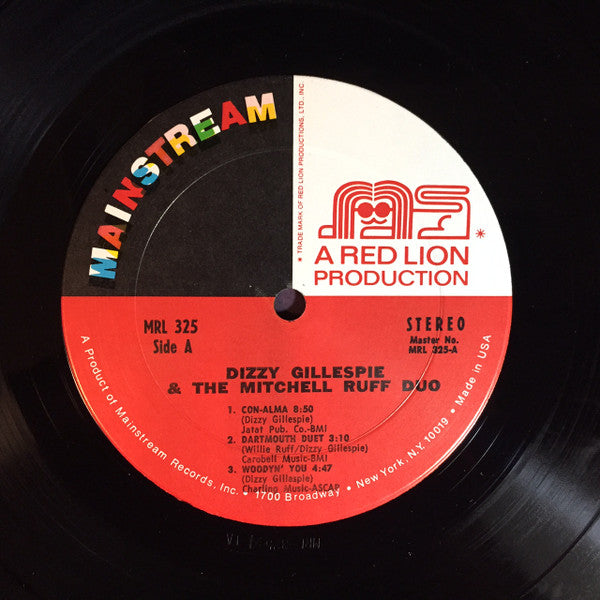 MAINSTREAM
* TRADE MARK OF RED LION PRODUCTIONS, LTD., INC.
MS *
A RED LION
PRODUCTION
MRL 325
Side A
STEREO
Master No.
MRL 325-A
DIZZY GILLESPIE
& THE MITCHELL RUFF DUO
1. CON-ALMA 8:50
(Dizzy Gillespie)
Jatat Pub. Co.-BMI
2. DARTMOUTH DUET 3:10
(Willie Ruff/Dizzy Gillespie)
Carobell Music-BMI
3. WOODYN' YOU 4:47
(Dizzy Gillespie)
Charling Music-ASCAP
A Product of Mainstream Records, Inc. • 1700 Broadway • New York, N.Y. 10019 • Made in USA